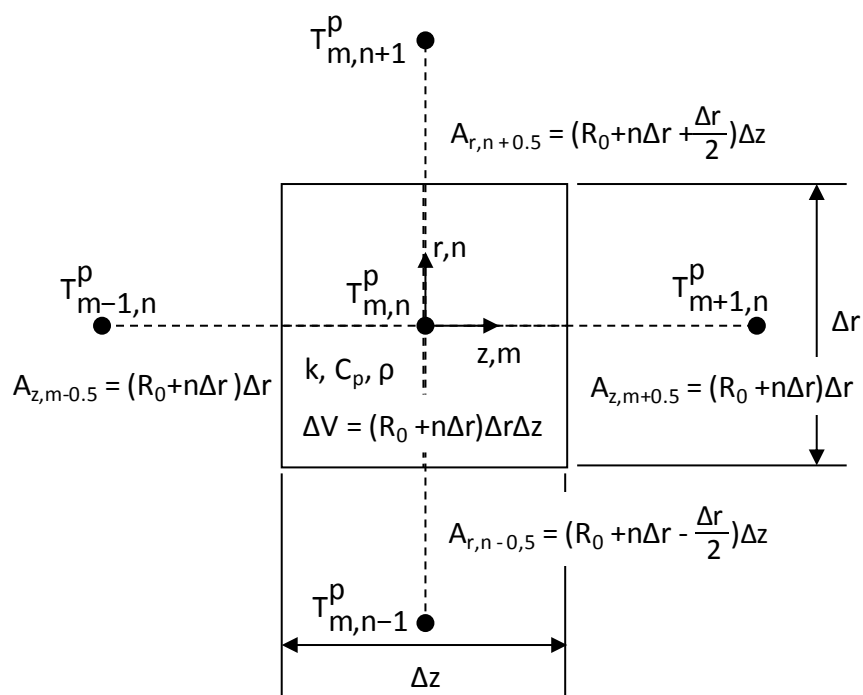 T^p_{m,n+1}
A_{r,n+0.5} = (R_0+nΔr+\frac{Δr}{2})Δz
r,n
T^p_{m−1,n}
T^p_{m,n}
T^p_{m+1,n}
Δr
z,m
k, C_p, ρ
A_{z,m-0.5} = (R_0+nΔr)Δr
A_{z,m+0.5} = (R_0+nΔr)Δr
ΔV = (R_0+nΔr)ΔrΔz
A_{r,n-0,5} = (R_0+nΔr-\frac{Δr}{2})Δz
T^p_{m,n−1}
Δz